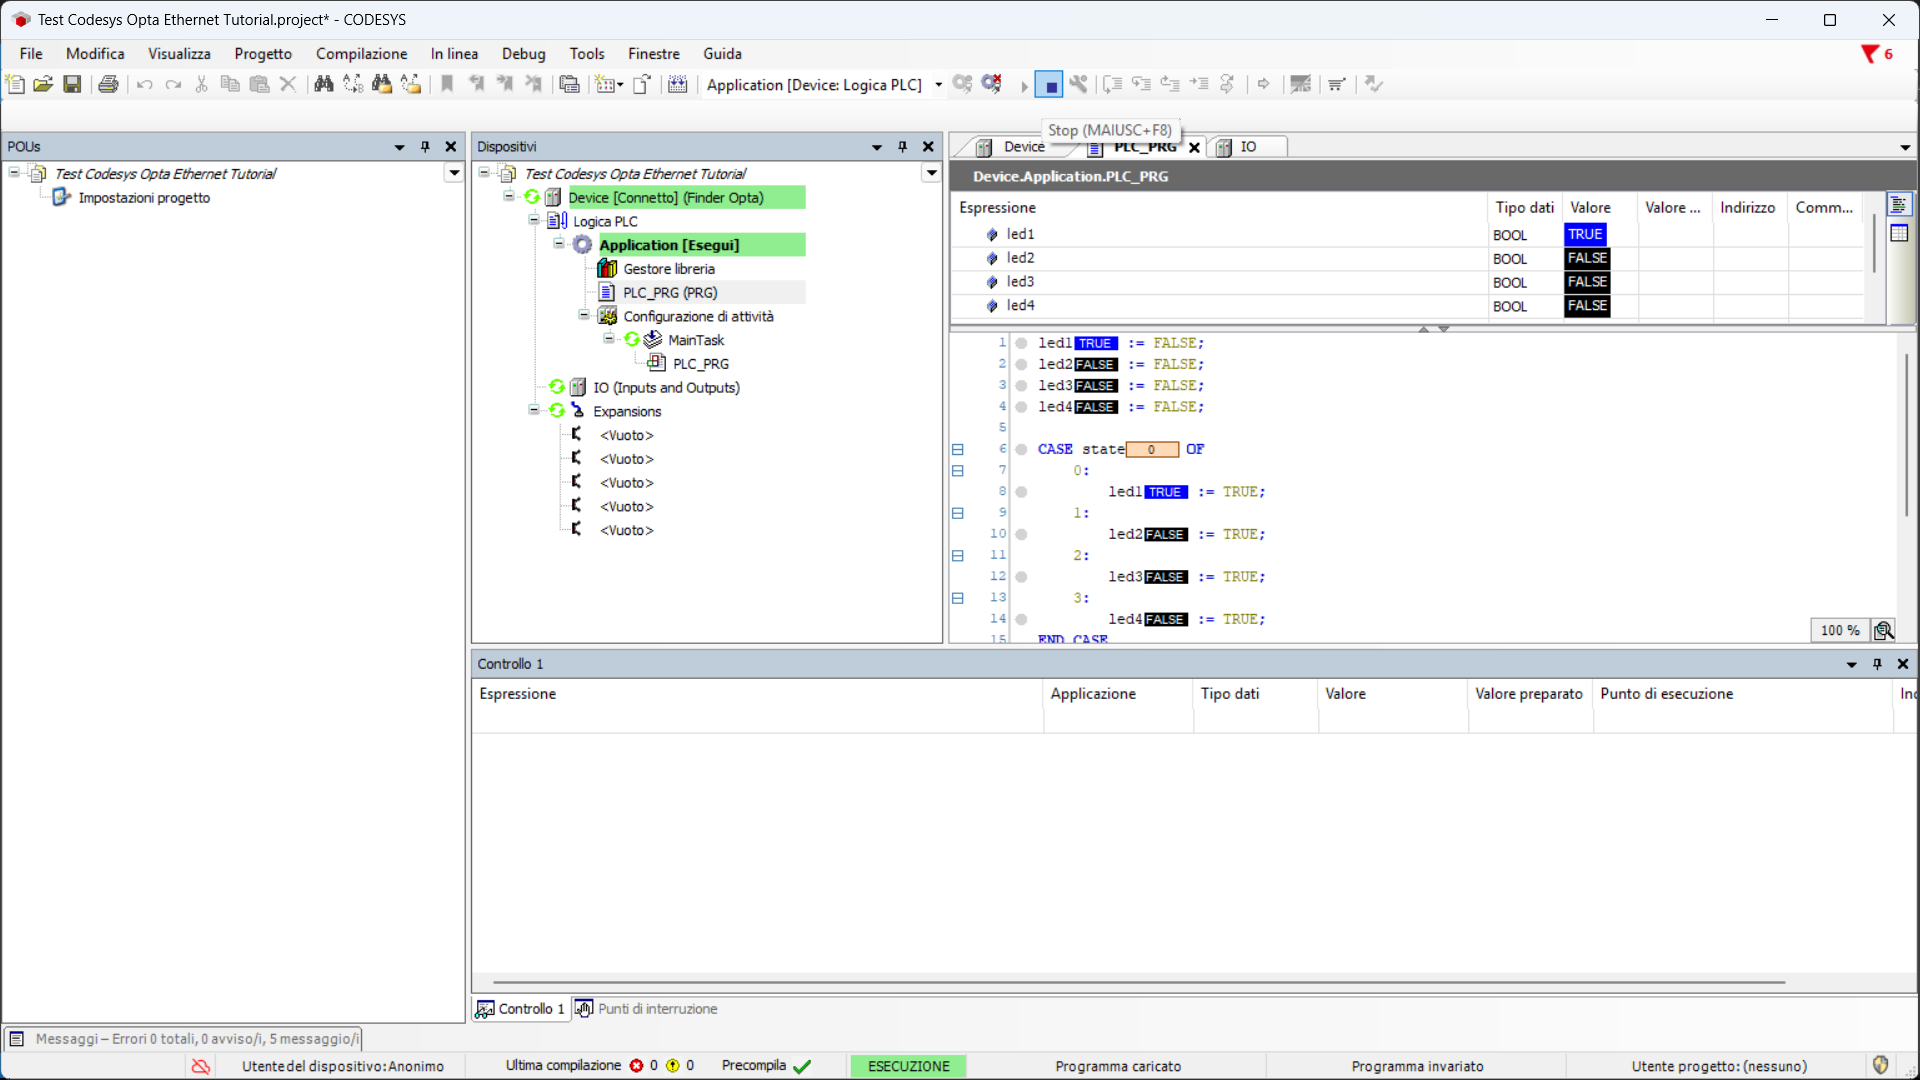 Test Codesys Opta Ethernet Tutorial.project* - CODESYS
File Modifica Visualizza Progetto Compilazione In linea Debug Tools Finestre Guida
6
Application [Device: Logica PLC]
Stop (MAIUSC+F8)
POUs
Test Codesys Opta Ethernet Tutorial
Impostazioni progetto
Dispositivi
Test Codesys Opta Ethernet Tutorial
Device [Connetto] (Finder Opta)
Logica PLC
Application [Esegui]
Gestore libreria
PLC_PRG (PRG)
Configurazione di attività
MainTask
PLC_PRG
IO (Inputs and Outputs)
Expansions
<Vuoto>
<Vuoto>
<Vuoto>
<Vuoto>
<Vuoto>
Device PLC_PRG IO
Device.Application.PLC_PRG
Espressione Tipo dati Valore Valore ... Indirizzo Comm...
led1 BOOL TRUE
led2 BOOL FALSE
led3 BOOL FALSE
led4 BOOL FALSE
1 led1 TRUE := FALSE;
2 led2 FALSE := FALSE;
3 led3 FALSE := FALSE;
4 led4 FALSE := FALSE;
5
6 CASE state 0 OF
7 0:
8 led1 TRUE := TRUE;
9 1:
10 led2 FALSE := TRUE;
11 2:
12 led3 FALSE := TRUE;
13 3:
14 led4 FALSE := TRUE;
15 END_CASE
100 %
Controllo 1
Espressione Applicazione Tipo dati Valore Valore preparato Punto di esecuzione Ind
Controllo 1 Punti di interruzione
Messaggi – Errori 0 totali, 0 avviso/i, 5 messaggio/i
Utente del dispositivo: Anonimo Ultima compilazione 0 0 Precompila ESECUZIONE Programma caricato Programma invariato Utente progetto: (nessuno)